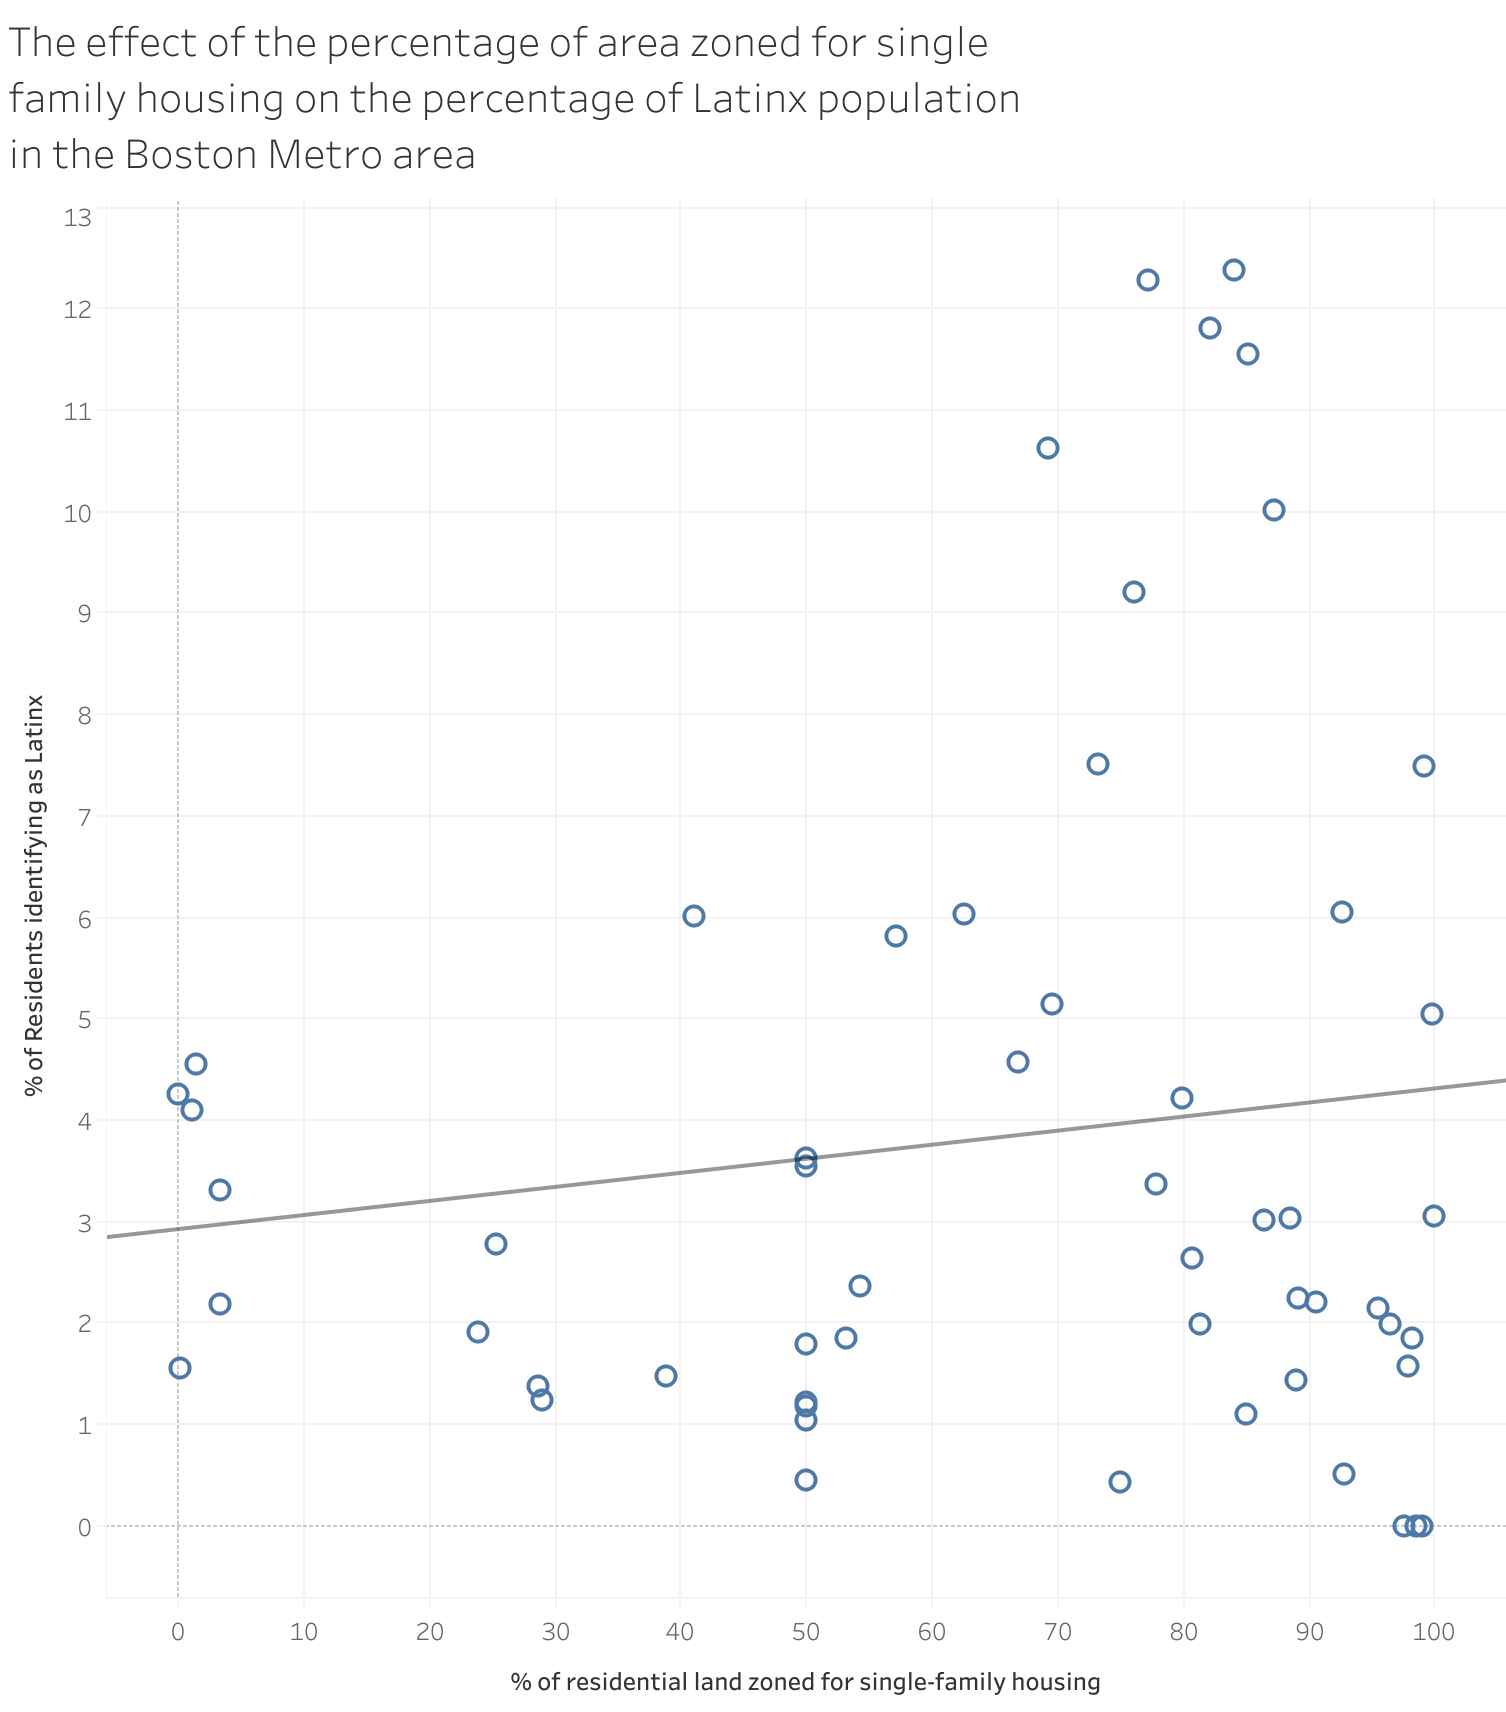 The effect of the percentage of area zoned for single
family housing on the percentage of Latinx population
in the Boston Metro area
13
12
11
10
9
8
7
6
5
4
3
2
1
0
% of Residents identifying as Latinx
0 10 20 30 40 50 60 70 80 90 100
% of residential land zoned for single-family housing